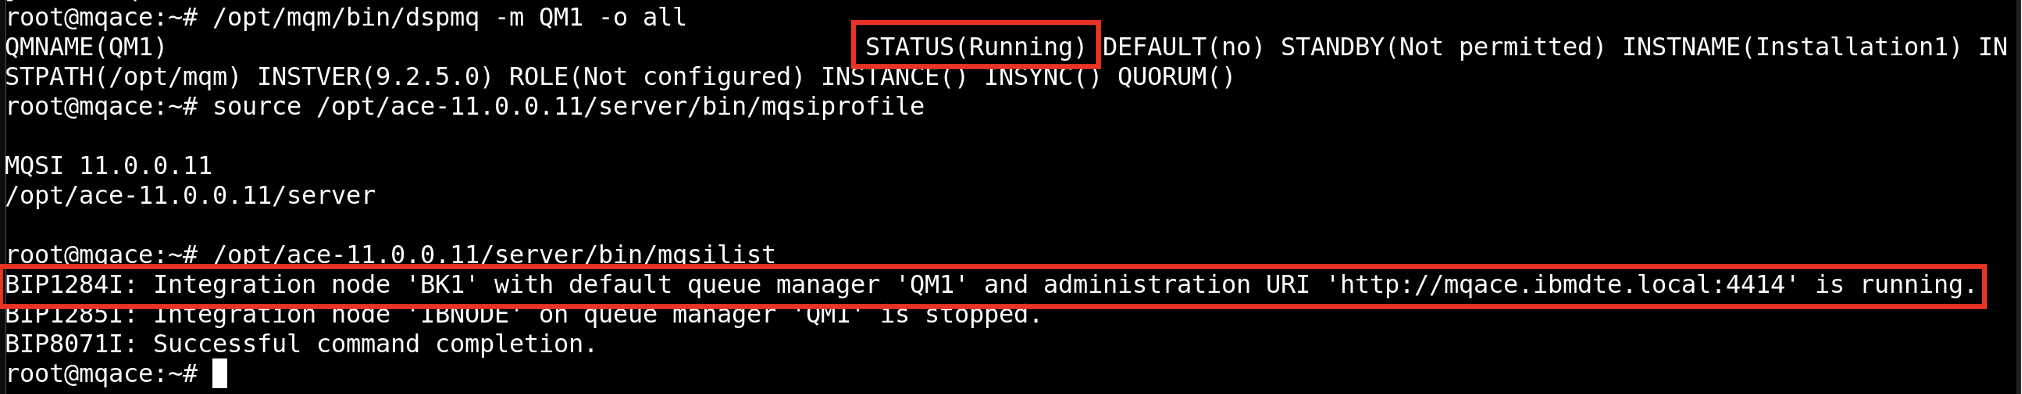 root@mqace:~# /opt/mqm/bin/dspmq -m QM1 -o all
QMNAME(QM1) STATUS(Running) DEFAULT(no) STANDBY(Not permitted) INSTNAME(Installation1) IN
STPATH(/opt/mqm) INSTVER(9.2.5.0) ROLE(Not configured) INSTANCE() INSYNC() QUORUM()
root@mqace:~# source /opt/ace-11.0.0.11/server/bin/mqsiprofile
MQSI 11.0.0.11
/opt/ace-11.0.0.11/server
root@mqace:~# /opt/ace-11.0.0.11/server/bin/mqsilist
BIP1284I: Integration node 'BK1' with default queue manager 'QM1' and administration URI 'http://mqace.ibmdte.local:4414' is running.
BIP1285I: Integration node 'IBNODE' on queue manager 'QM1' is stopped.
BIP8071I: Successful command completion.
root@mqace:~#